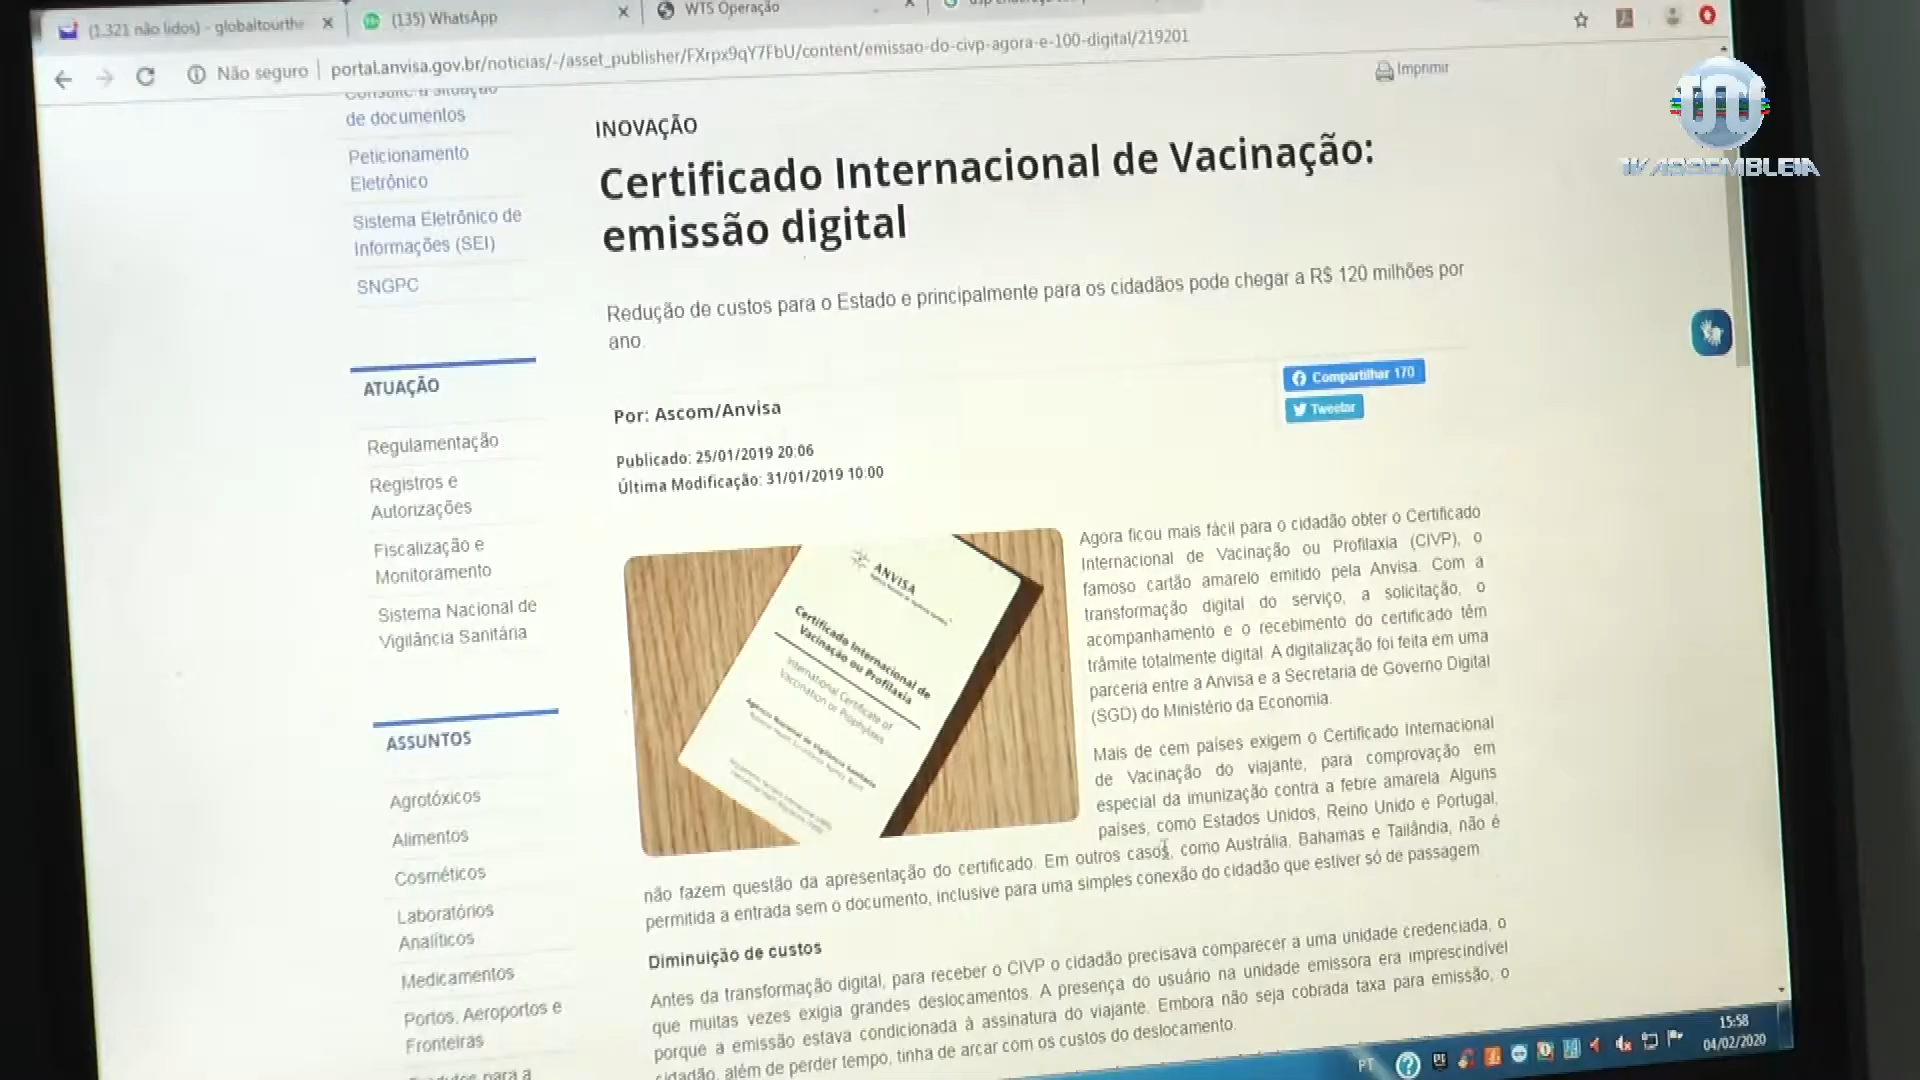 (1.321 não lidos) - globaltourthe
(135) WhatsApp
WTS Operação
Não seguro
portal.anvisa.gov.br/noticias/-/asset_publisher/FXrpx9qY7FbU/content/emissao-do-civp-agora-e-100-digital/219201
Imprimir
TV ASSEMBLEIA
Consulte a situação
de documentos
Peticionamento
Eletrônico
Sistema Eletrônico de
Informações (SEI)
SNGPC
ATUAÇÃO
Regulamentação
Registros e
Autorizações
Fiscalização e
Monitoramento
Sistema Nacional de
Vigilância Sanitária
ASSUNTOS
Agrotóxicos
Alimentos
Cosméticos
Laboratórios
Analíticos
Medicamentos
Portos, Aeroportos e
Fronteiras
Produtos para a
INOVAÇÃO
Certificado Internacional de Vacinação:
emissão digital
Redução de custos para o Estado e principalmente para os cidadãos pode chegar a R$ 120 milhões por
ano.
Compartilhar 170
Tweetar
Por: Ascom/Anvisa
Publicado: 25/01/2019 20:06
Última Modificação: 31/01/2019 10:00
ANVISA
Certificado Internacional de
Vacinação ou Profilaxia
International Certificate of
Vaccination or Prophylaxis
Agência Nacional de Vigilância Sanitária
Agora ficou mais fácil para o cidadão obter o Certificado
Internacional de Vacinação ou Profilaxia (CIVP), o
famoso cartão amarelo emitido pela Anvisa. Com a
transformação digital do serviço, a solicitação, o
acompanhamento e o recebimento do certificado têm
trâmite totalmente digital. A digitalização foi feita em uma
parceria entre a Anvisa e a Secretaria de Governo Digital
(SGD) do Ministério da Economia.
Mais de cem países exigem o Certificado Internacional
de Vacinação do viajante, para comprovação em
especial da imunização contra a febre amarela. Alguns
países, como Estados Unidos, Reino Unido e Portugal,
não fazem questão da apresentação do certificado. Em outros casos, como Austrália, Bahamas e Tailândia, não é
permitida a entrada sem o documento, inclusive para uma simples conexão do cidadão que estiver só de passagem.
Diminuição de custos
Antes da transformação digital, para receber o CIVP o cidadão precisava comparecer a uma unidade credenciada, o
que muitas vezes exigia grandes deslocamentos. A presença do usuário na unidade emissora era imprescindível
porque a emissão estava condicionada à assinatura do viajante. Embora não seja cobrada taxa para emissão, o
cidadão, além de perder tempo, tinha de arcar com os custos do deslocamento.
PT
15:58
04/02/2020